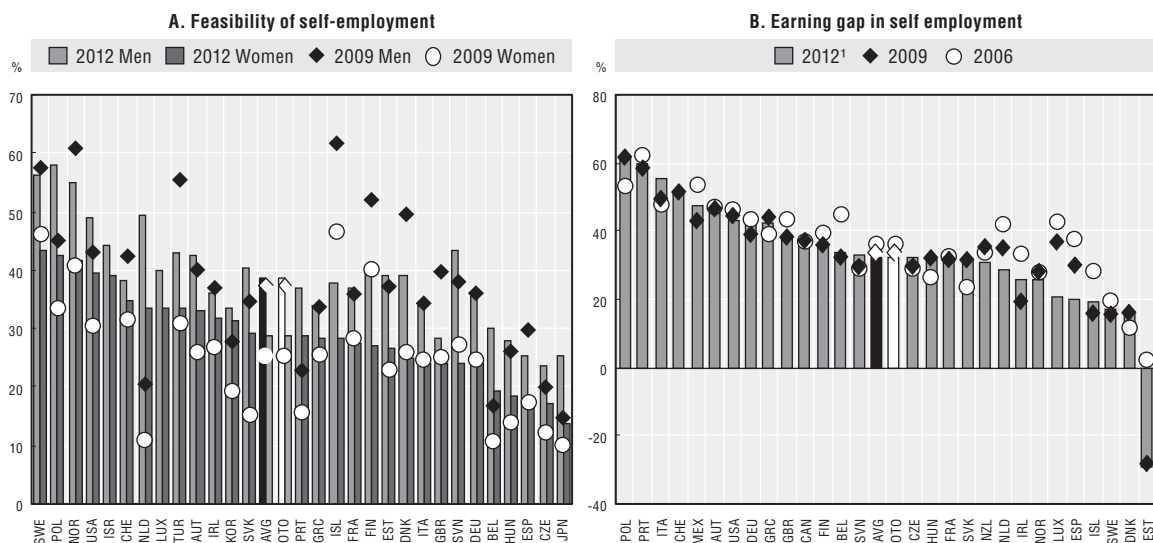 A. Feasibility of self-employment
2012 Men 2012 Women 2009 Men 2009 Women
%
70
60
50
40
30
20
10
0
SWE
POL
NOR
USA
ISR
CHE
NLD
LUX
TUR
AUT
IRL
KOR
SVK
AVG
OTO
PRT
GRC
ISL
FRA
FIN
EST
DNK
ITA
GBR
SVN
DEU
BEL
HUN
ESP
CZE
JPN
B. Earning gap in self employment
2012¹ 2009 2006
%
80
60
40
20
0
-20
-40
POL
PRT
ITA
CHE
MEX
AUT
USA
DEU
GRC
GBR
CAN
FIN
BEL
SVN
AVG
OTO
CZE
HUN
FRA
SVK
NZL
NLD
IRL
NOR
LUX
ESP
ISL
SWE
DNK
EST